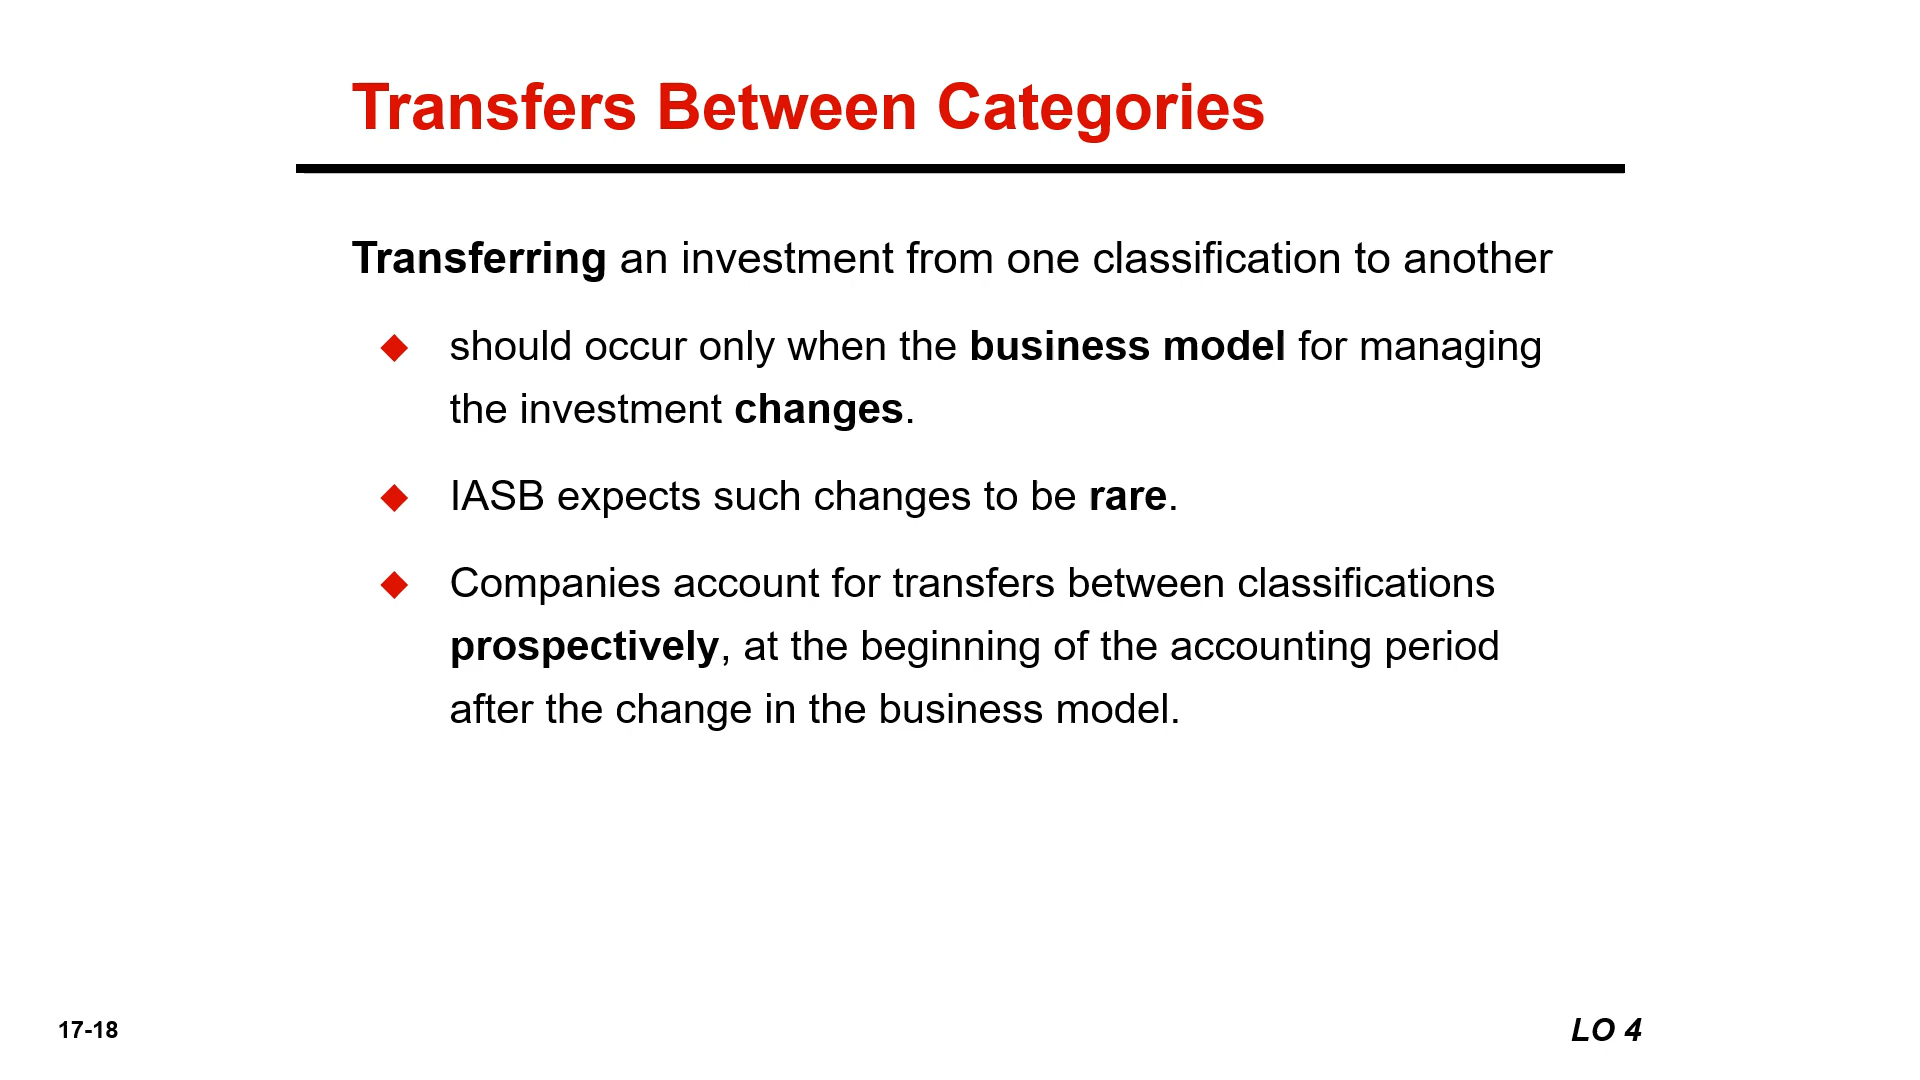 Transfers Between Categories
Transferring an investment from one classification to another
◆ should occur only when the business model for managing
the investment changes.
◆ IASB expects such changes to be rare.
◆ Companies account for transfers between classifications
prospectively, at the beginning of the accounting period
after the change in the business model.
17-18
LO 4